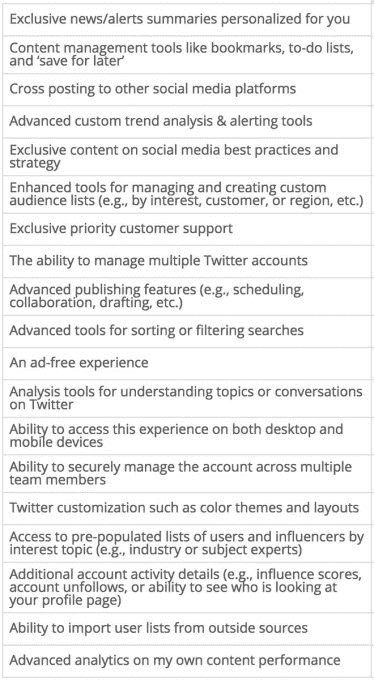 Exclusive news/alerts summaries personalized for you
Content management tools like bookmarks, to-do lists,
and ‘save for later’
Cross posting to other social media platforms
Advanced custom trend analysis & alerting tools
Exclusive content on social media best practices and
strategy
Enhanced tools for managing and creating custom
audience lists (e.g., by interest, customer, or region, etc.)
Exclusive priority customer support
The ability to manage multiple Twitter accounts
Advanced publishing features (e.g., scheduling,
collaboration, drafting, etc.)
Advanced tools for sorting or filtering searches
An ad-free experience
Analysis tools for understanding topics or conversations
on Twitter
Ability to access this experience on both desktop and
mobile devices
Ability to securely manage the account across multiple
team members
Twitter customization such as color themes and layouts
Access to pre-populated lists of users and influencers by
interest topic (e.g., industry or subject experts)
Additional account activity details (e.g., influence scores,
account unfollows, or ability to see who is looking at
your profile page)
Ability to import user lists from outside sources
Advanced analytics on my own content performance